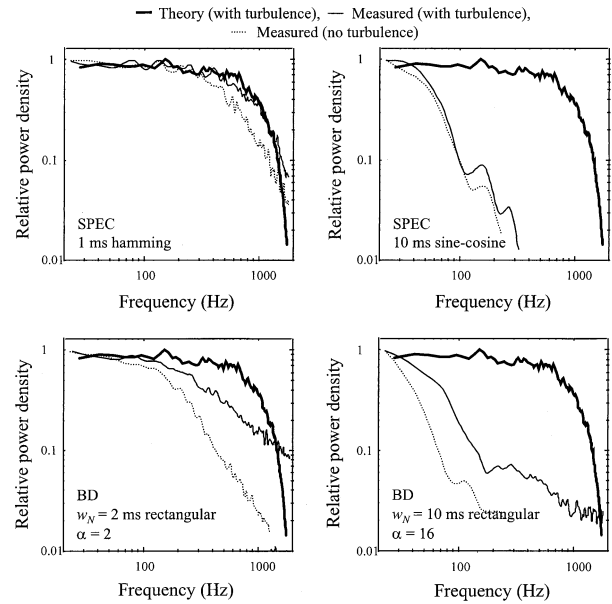 Theory (with turbulence), Measured (with turbulence),
Measured (no turbulence)
Relative power density
1
0.1
0.01
SPEC
1 ms hamming
100
1000
Frequency (Hz)
Relative power density
1
0.1
0.01
SPEC
10 ms sine-cosine
100
1000
Frequency (Hz)
Relative power density
1
0.1
0.01
BD
w_N = 2 ms rectangular
α = 2
100
1000
Frequency (Hz)
Relative power density
1
0.1
0.01
BD
w_N = 10 ms rectangular
α = 16
100
1000
Frequency (Hz)